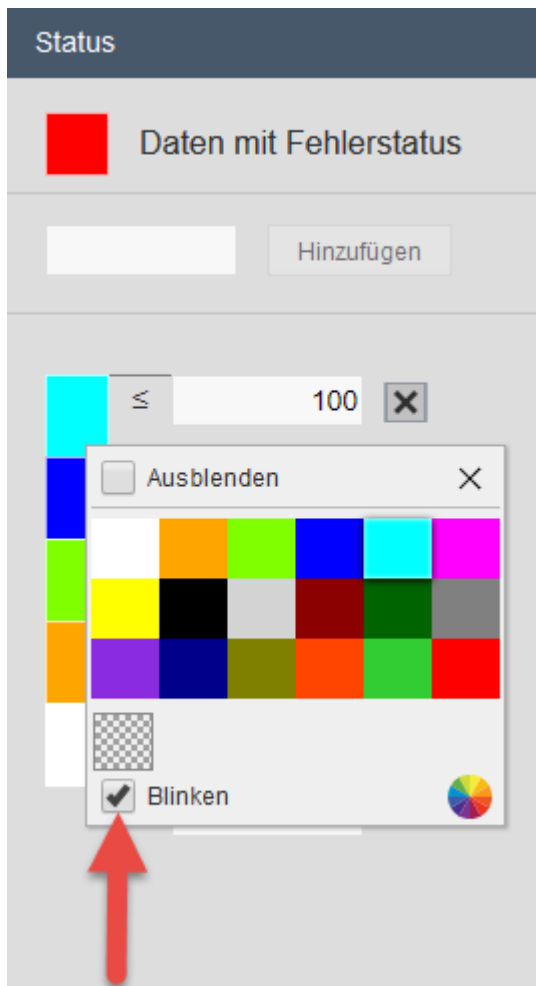 Status
Daten mit Fehlerstatus
Hinzufügen
≤ 100
Ausblenden
Blinken